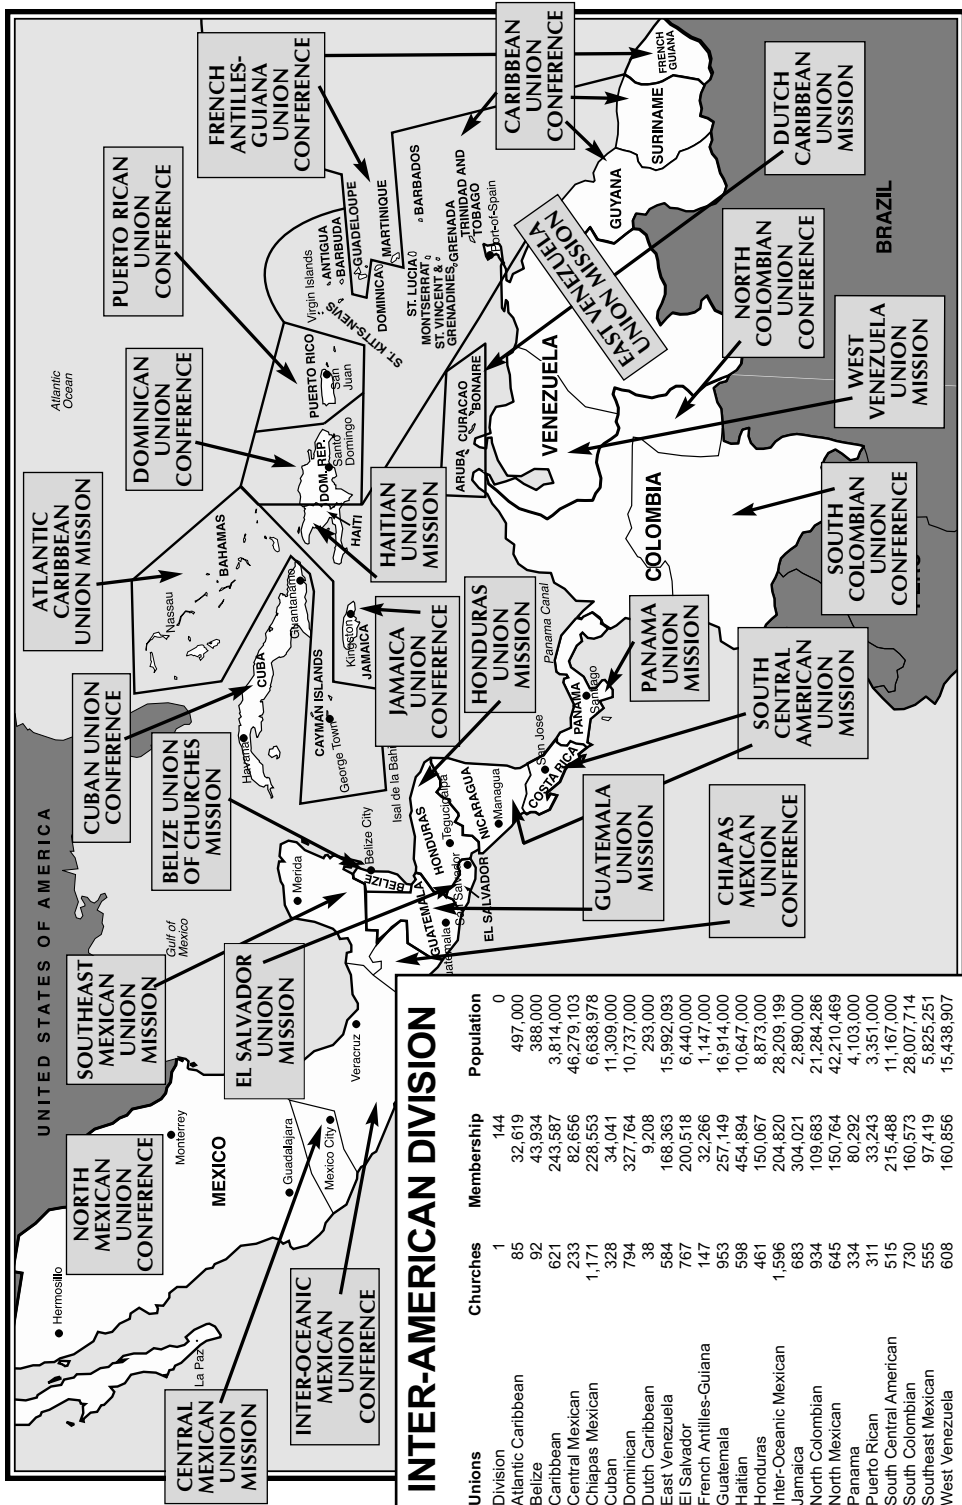 UNITED STATES OF AMERICA
Atlantic
Ocean
Gulf of
Mexico
NORTH
MEXICAN
UNION
CONFERENCE
SOUTHEAST
MEXICAN
UNION
MISSION
CUBAN UNION
CONFERENCE
ATLANTIC
CARIBBEAN
UNION MISSION
DOMINICAN
UNION
CONFERENCE
PUERTO RICAN
UNION
CONFERENCE
FRENCH
ANTILLES-
GUIANA
UNION
CONFERENCE
BELIZE UNION
OF CHURCHES
MISSION
EL SALVADOR
UNION
MISSION
CENTRAL
MEXICAN
UNION
MISSION
INTER-OCEANIC
MEXICAN
UNION
CONFERENCE
JAMAICA
UNION
CONFERENCE
HAITIAN
UNION
MISSION
HONDURAS
UNION
MISSION
CARIBBEAN
UNION
CONFERENCE
EAST VENEZUELA
UNION MISSION
DUTCH
CARIBBEAN
UNION
MISSION
NORTH
COLOMBIAN
UNION
CONFERENCE
WEST
VENEZUELA
UNION
MISSION
SOUTH
COLOMBIAN
UNION
CONFERENCE
PANAMA
UNION
MISSION
SOUTH
CENTRAL
AMERICAN
UNION
MISSION
GUATEMALA
UNION
MISSION
CHIAPAS
MEXICAN
UNION
CONFERENCE
Hermosillo
La Paz
Monterrey
MEXICO
Guadalajara
Mexico City
Veracruz
Merida
Havana
CUBA
Guantanamo
Nassau
BAHAMAS
CAYMAN ISLANDS
George Town
Kingston
JAMAICA
HAITI
DOM. REP.
Santo
Domingo
PUERTO RICO
San
Juan
Virgin Islands
ST. KITTS-NEVIS
ANTIGUA
BARBUDA
GUADELOUPE
DOMINICA
MARTINIQUE
ST. LUCIA
MONTSERRAT
ST. VINCENT &
GRENADINES
BARBADOS
GRENADA
TRINIDAD AND
TOBAGO
Port-of-Spain
ARUBA
CURACAO
BONAIRE
Belize City
BELIZE
Isal de la Bahi
GUATEMALA
uatemala
HONDURAS
Tegucigalpa
San Salvador
EL SALVADOR
NICARAGUA
Managua
San Jose
COSTA RICA
Panama Canal
PANAMA
Santiago
COLOMBIA
VENEZUELA
GUYANA
SURINAME
FRENCH
GUIANA
BRAZIL
INTER-AMERICAN DIVISION
Unions Churches Membership Population
Division 1 144 0
Atlantic Caribbean 85 32,619 497,000
Belize 92 43,934 388,000
Caribbean 621 243,587 3,814,000
Central Mexican 233 82,656 46,279,103
Chiapas Mexican 1,171 228,553 6,638,978
Cuban 328 34,041 11,309,000
Dominican 794 327,764 10,737,000
Dutch Caribbean 38 9,208 293,000
East Venezuela 584 168,363 15,992,093
El Salvador 767 200,518 6,440,000
French Antilles-Guiana 147 32,266 1,147,000
Guatemala 953 257,149 16,914,000
Haitian 598 454,894 10,647,000
Honduras 461 150,067 8,873,000
Inter-Oceanic Mexican 1,596 204,820 28,209,199
Jamaica 683 304,021 2,890,000
North Colombian 934 109,683 21,284,286
North Mexican 645 150,764 42,210,469
Panama 334 80,292 4,103,000
Puerto Rican 311 33,243 3,351,000
South Central American 515 215,488 11,167,000
South Colombian 730 160,573 28,007,714
Southeast Mexican 555 97,419 5,825,251
West Venezuela 608 160,856 15,438,907